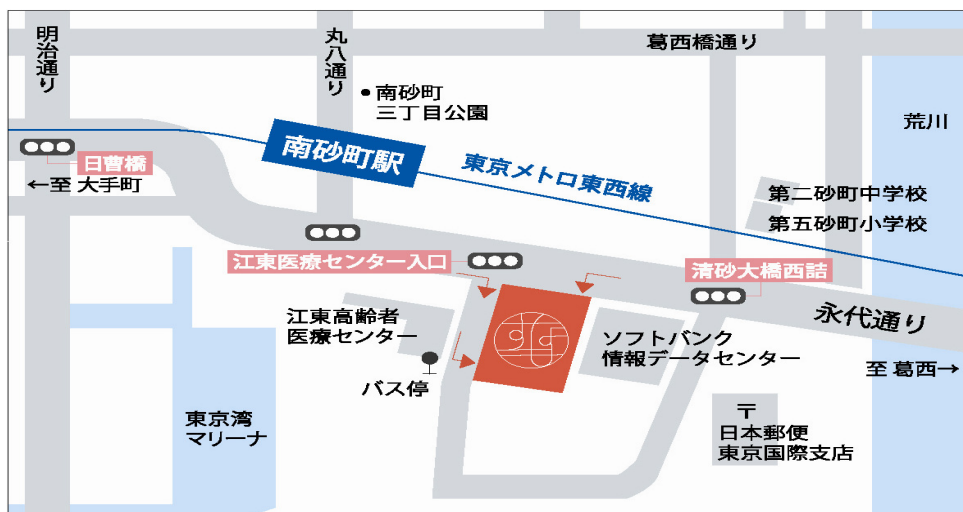 明治通り
丸八通り
葛西橋通り
南砂町
三丁目公園
荒川
日曹橋
南砂町駅
東京メトロ東西線
←至 大手町
第二砂町中学校
第五砂町小学校
江東医療センター入口
清砂大橋西詰
永代通り
江東高齢者
医療センター
ソフトバンク
情報データセンター
至 葛西→
バス停
東京湾
マリーナ
〒
日本郵便
東京国際支店